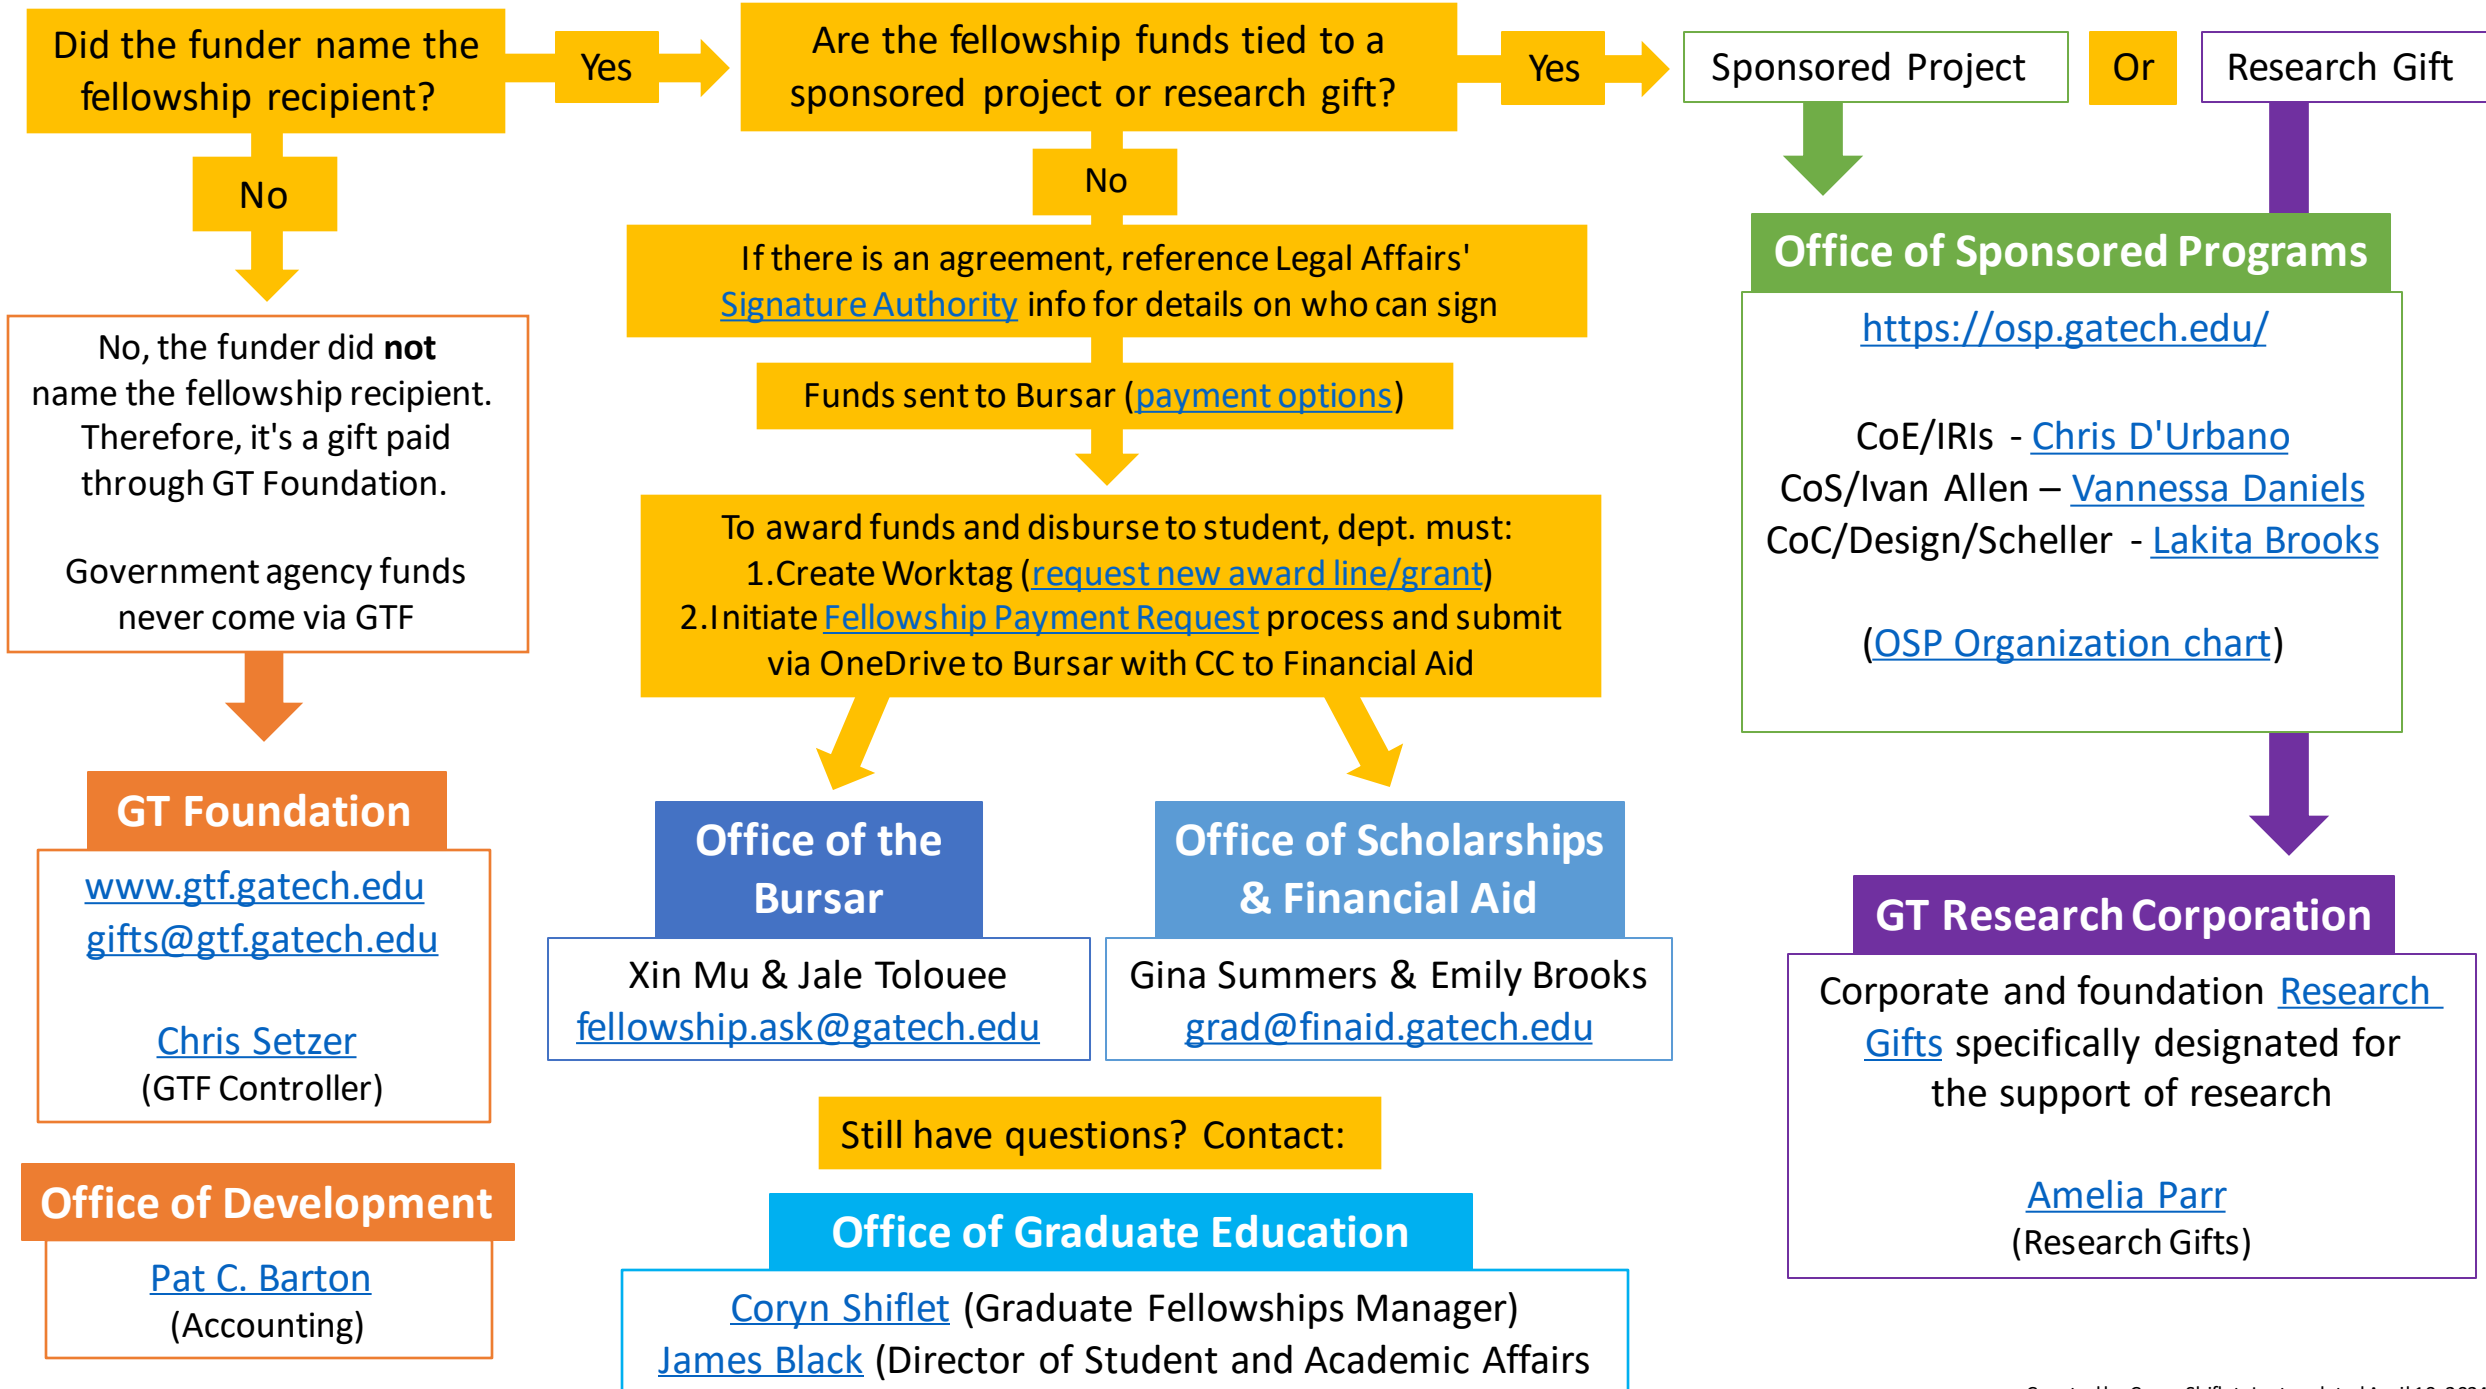 Did the funder name the
fellowship recipient?
Yes
Are the fellowship funds tied to a
sponsored project or research gift?
Yes
Sponsored Project
Or
Research Gift
No
No
If there is an agreement, reference Legal Affairs'
Signature Authority info for details on who can sign
Funds sent to Bursar (payment options)
To award funds and disburse to student, dept. must:
1.Create Worktag (request new award line/grant)
2.Initiate Fellowship Payment Request process and submit
via OneDrive to Bursar with CC to Financial Aid
No, the funder did not
name the fellowship recipient.
Therefore, it's a gift paid
through GT Foundation.
Government agency funds
never come via GTF
GT Foundation
www.gtf.gatech.edu
gifts@gtf.gatech.edu
Chris Setzer
(GTF Controller)
Office of Development
Pat C. Barton
(Accounting)
Office of the
Bursar
Xin Mu & Jale Tolouee
fellowship.ask@gatech.edu
Office of Scholarships
& Financial Aid
Gina Summers & Emily Brooks
grad@finaid.gatech.edu
Still have questions? Contact:
Office of Graduate Education
Coryn Shiflet (Graduate Fellowships Manager)
James Black (Director of Student and Academic Affairs
Office of Sponsored Programs
https://osp.gatech.edu/
CoE/IRIs - Chris D'Urbano
CoS/Ivan Allen – Vannessa Daniels
CoC/Design/Scheller - Lakita Brooks
(OSP Organization chart)
GT Research Corporation
Corporate and foundation Research
Gifts specifically designated for
the support of research
Amelia Parr
(Research Gifts)